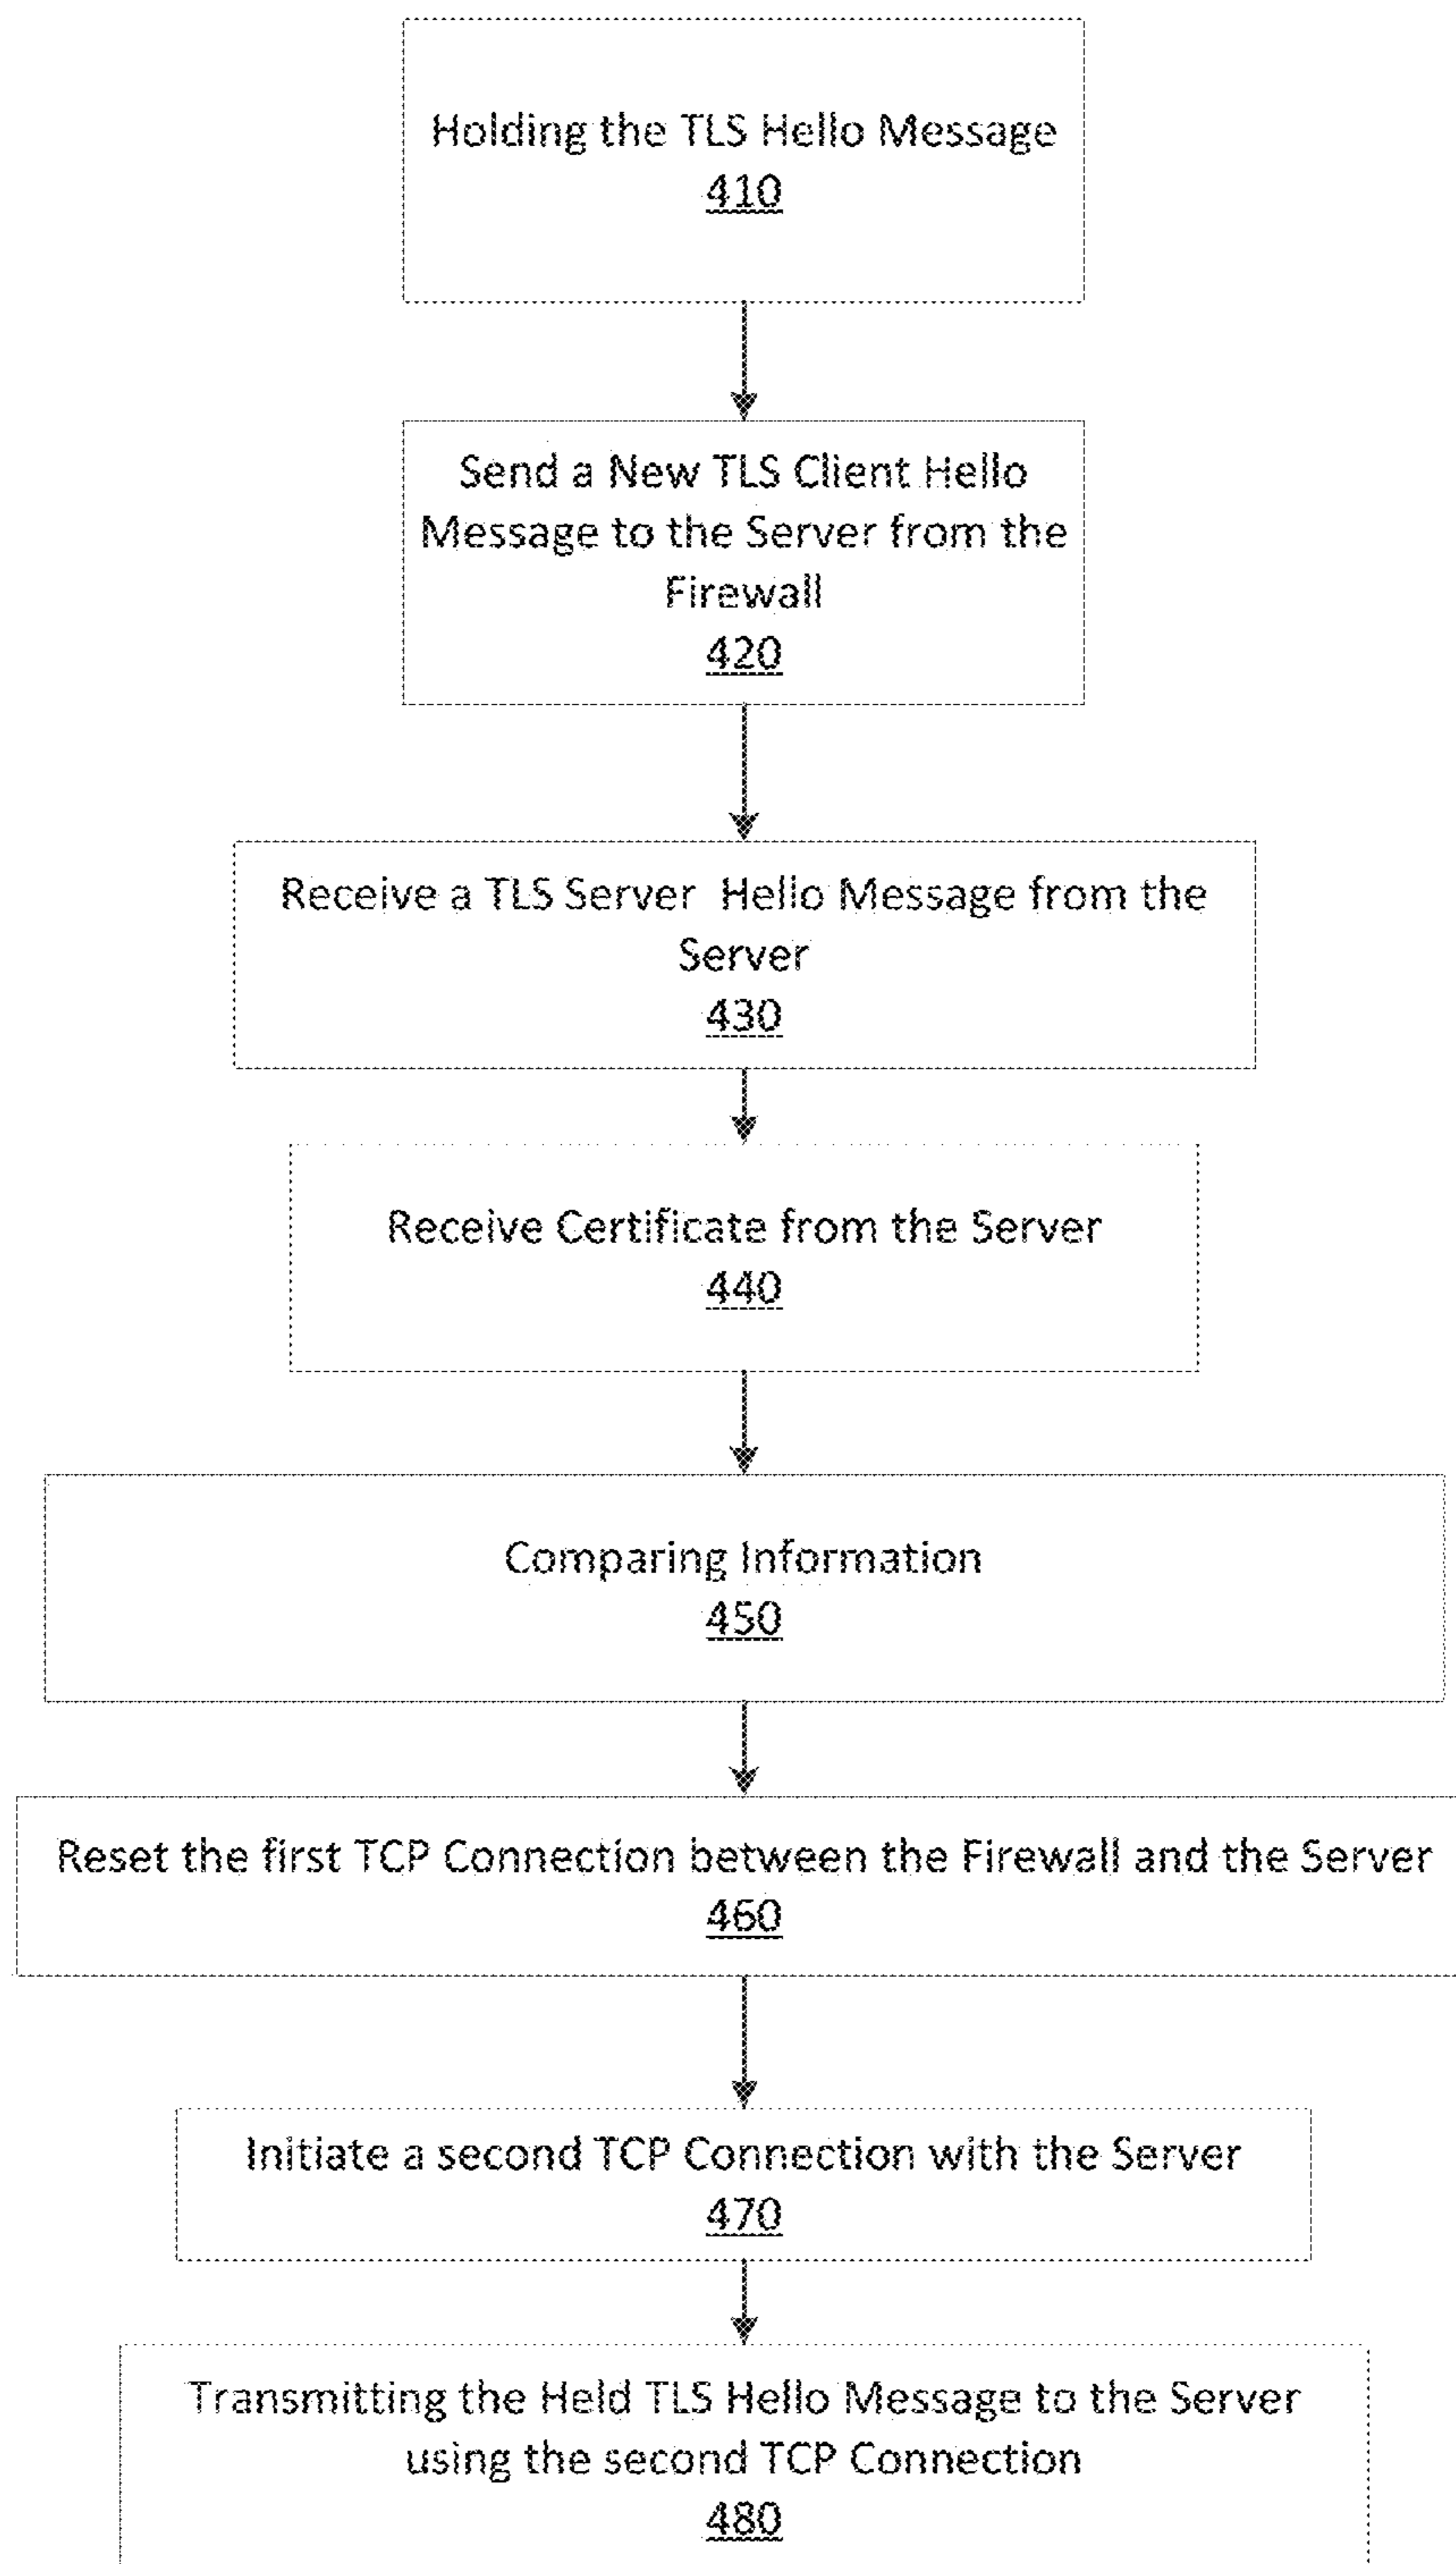 Holding the TLS Hello Message
410
Send a New TLS Client Hello
Message to the Server from the
Firewall
420
Receive a TLS Server Hello Message from the
Server
430
Receive Certificate from the Server
440
Comparing Information
450
Reset the first TCP Connection between the Firewall and the Server
460
Initiate a second TCP Connection with the Server
470
Transmitting the Held TLS Hello Message to the Server
using the second TCP Connection
480